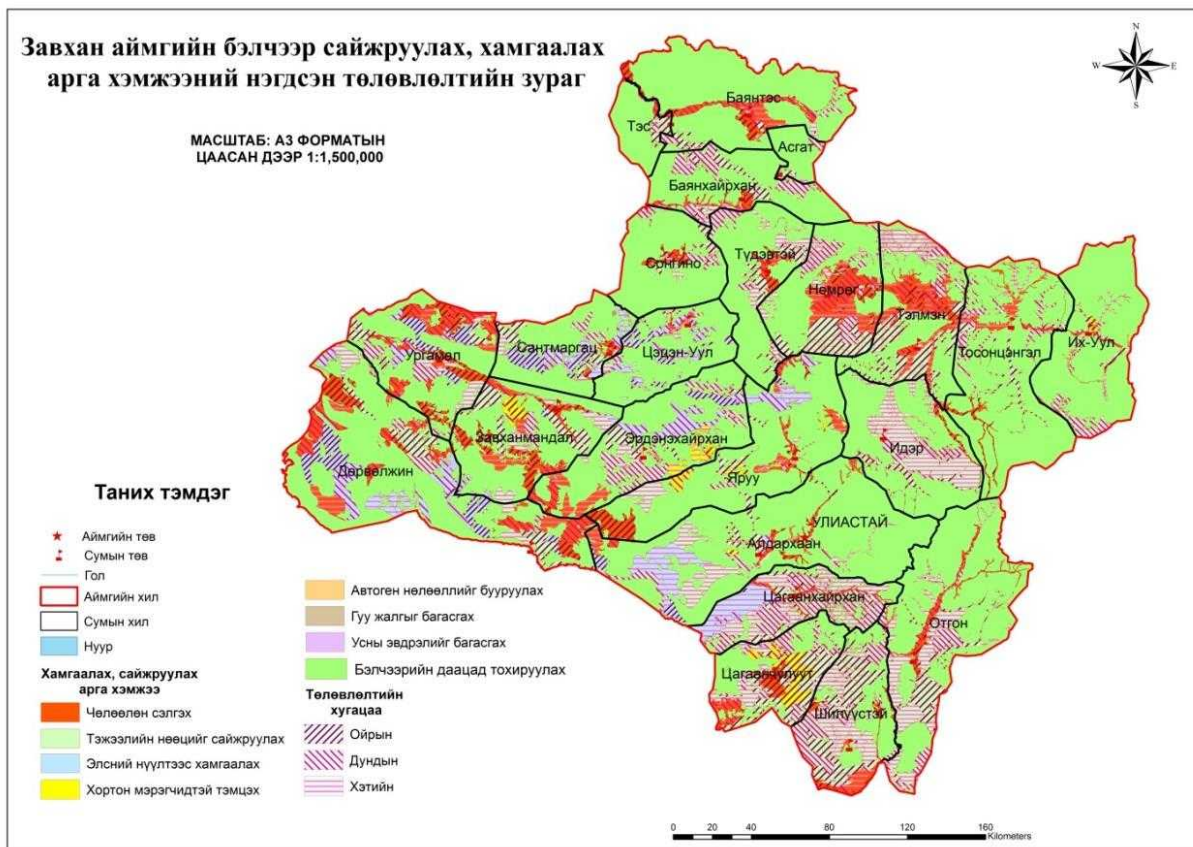 Завхан аймгийн бэлчээр сайжруулах, хамгаалах
арга хэмжээний нэгдсэн төлөвлөлтийн зураг
МАСШТАБ: А3 ФОРМАТЫН
ЦААСАН ДЭЭР 1:1,500,000
N
W
E
S
Баянтэс
Тэс
Асгат
Баянхайрхан
Сонгино
Түдэвтэй
Нөмрөг
Тэлмэн
Тосонцэнгэл
Их-Уул
Ургамал
Сантмаргац
Цэцэн-Уул
Завханмандал
Эрдэнэхайрхан
Идэр
Дөрвөлжин
Яруу
УЛИАСТАЙ
Алдархаан
Цагаанхайрхан
Отгон
Цагаанчулуут
Шилүүстэй
Таних тэмдэг
Аймгийн төв
Сумын төв
Гол
Аймгийн хил
Сумын хил
Нуур
Хамгаалах, сайжруулах
арга хэмжээ
Чөлөөлөн сэлгэх
Тэжээлийн нөөцийг сайжруулах
Элсний нүүлтээс хамгаалах
Хортон мэрэгчидтэй тэмцэх
Автоген нөлөөллийг бууруулах
Гуу жалгыг багасгах
Усны эвдрэлийг багасгах
Бэлчээрийн даацад тохируулах
Төлөвлөлтийн
хугацаа
Ойрын
Дундын
Хэтийн
0 20 40 80 120 160
Kilometers